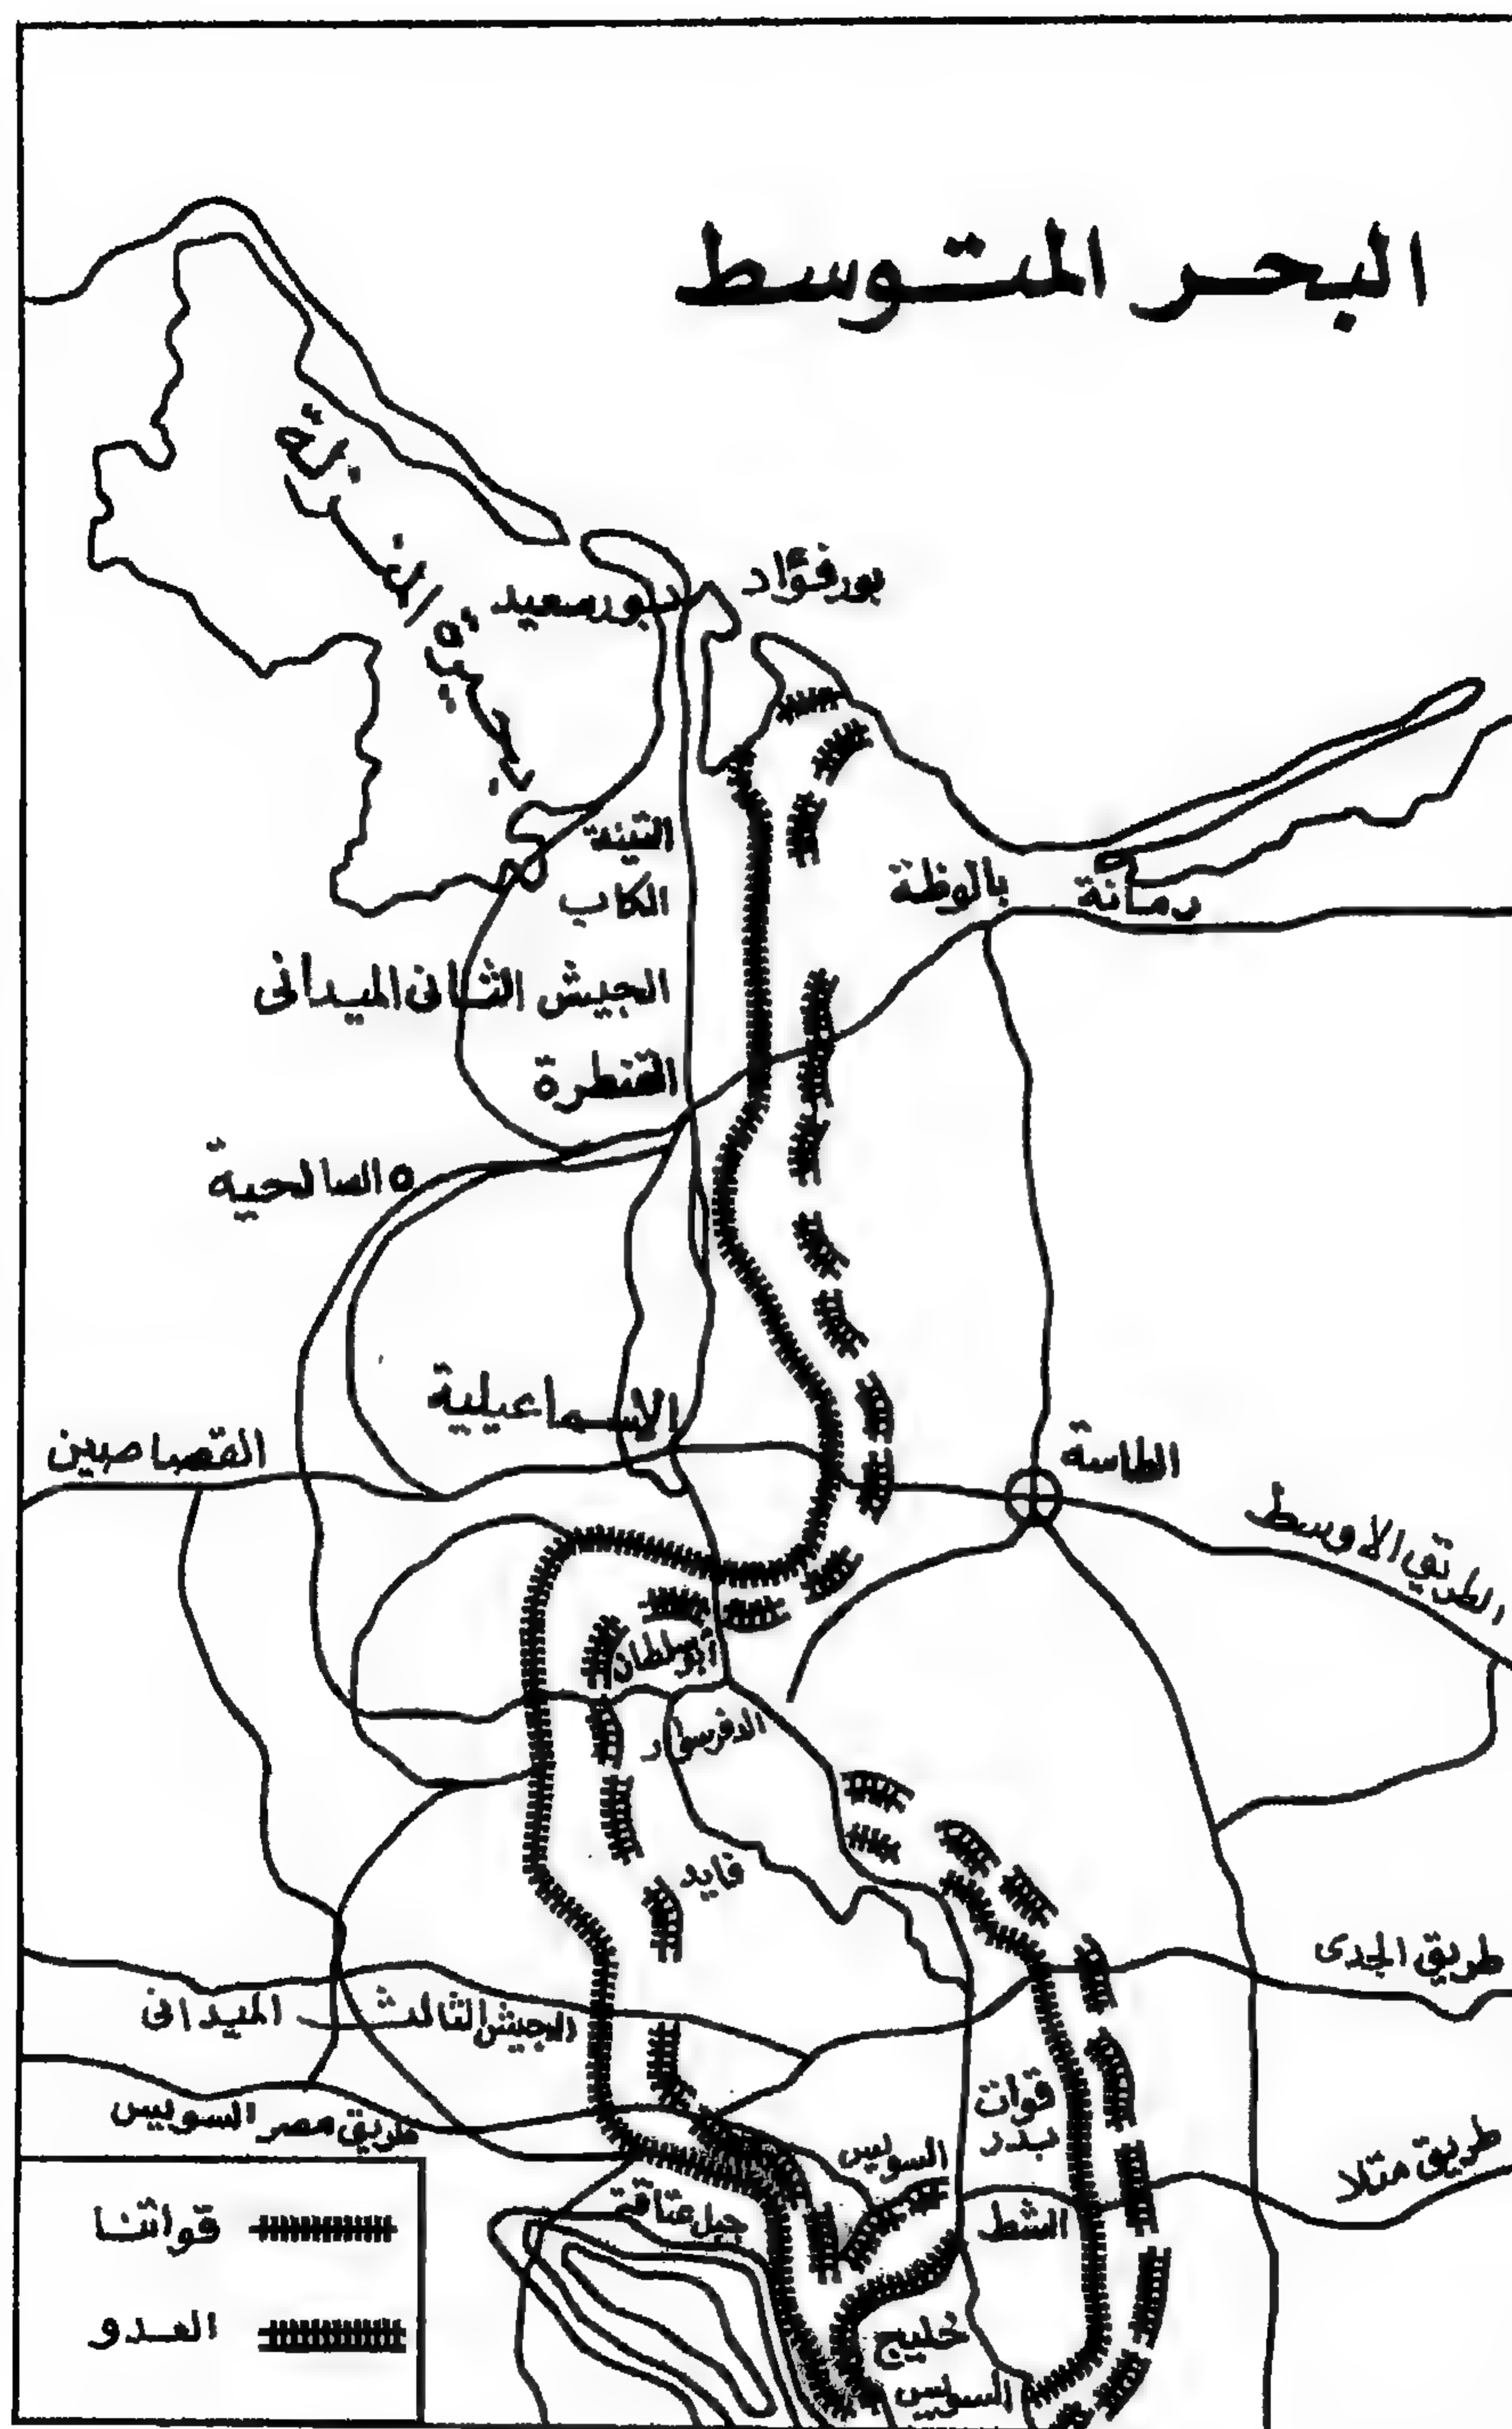 البحر المتوسط
بحيرة المنزلة
بورسعيد
بورفؤاد
التينة
الكاب
بالوظة
رمانة
الجيش الثانى الميدانى
القنطرة
الصالحية
الاسماعيلية
القصاصين
الطاسة
الطريق الاوسط
أبوسلطان
الدفرسوار
فايد
طريق الجدى
الجيش الثالث الميدانى
طريق مصر السويس
قوات
بدر
السويس
طريق متلا
الشط
جبل عتاقة
خليج
السويس
قواتنا
العدو